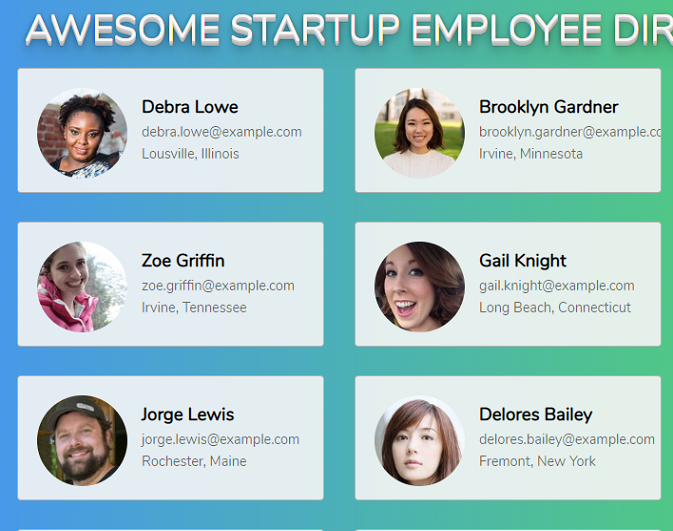 AWESOME STARTUP EMPLOYEE DIR
Debra Lowe
debra.lowe@example.com
Lousville, Illinois
Brooklyn Gardner
brooklyn.gardner@example.co
Irvine, Minnesota
Zoe Griffin
zoe.griffin@example.com
Irvine, Tennessee
Gail Knight
gail.knight@example.com
Long Beach, Connecticut
Jorge Lewis
jorge.lewis@example.com
Rochester, Maine
Delores Bailey
delores.bailey@example.com
Fremont, New York